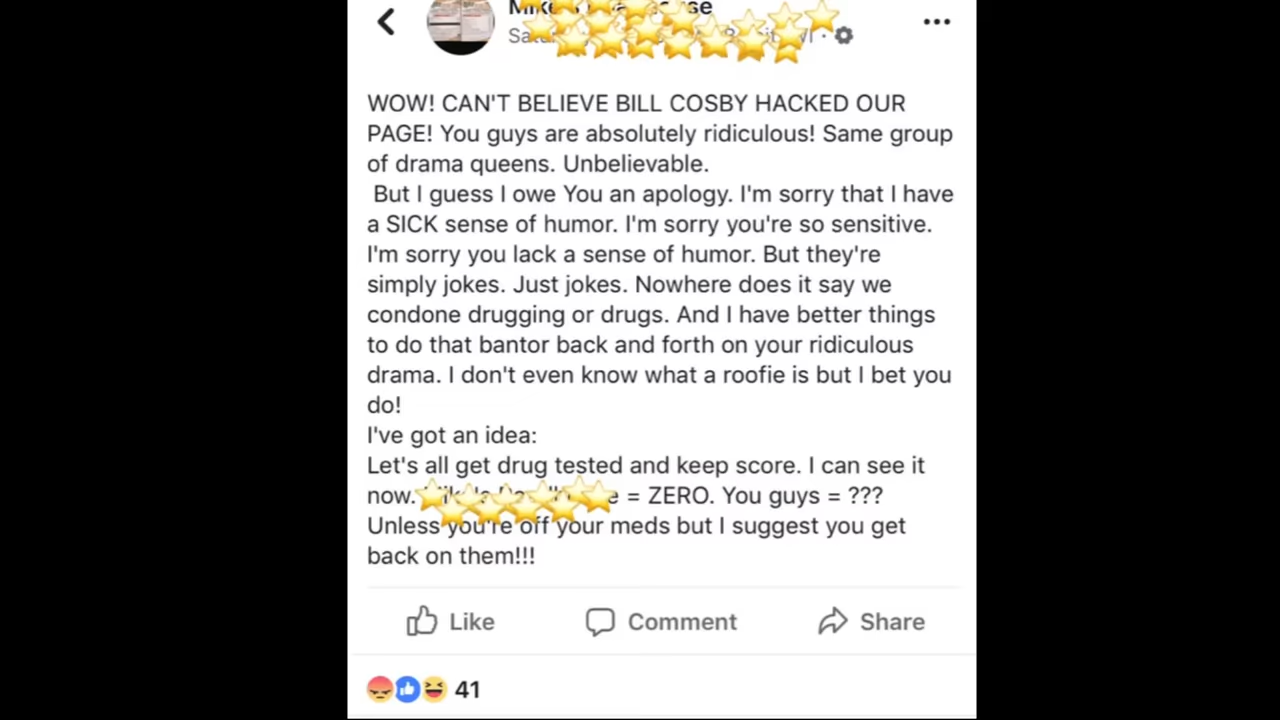 WOW! CAN'T BELIEVE BILL COSBY HACKED OUR
PAGE! You guys are absolutely ridiculous! Same group
of drama queens. Unbelievable.
But I guess I owe You an apology. I'm sorry that I have
a SICK sense of humor. I'm sorry you're so sensitive.
I'm sorry you lack a sense of humor. But they're
simply jokes. Just jokes. Nowhere does it say we
condone drugging or drugs. And I have better things
to do that bantor back and forth on your ridiculous
drama. I don't even know what a roofie is but I bet you
do!
I've got an idea:
Let's all get drug tested and keep score. I can see it
now. = ZERO. You guys = ???
Unless you're off your meds but I suggest you get
back on them!!!
Like Comment Share
41